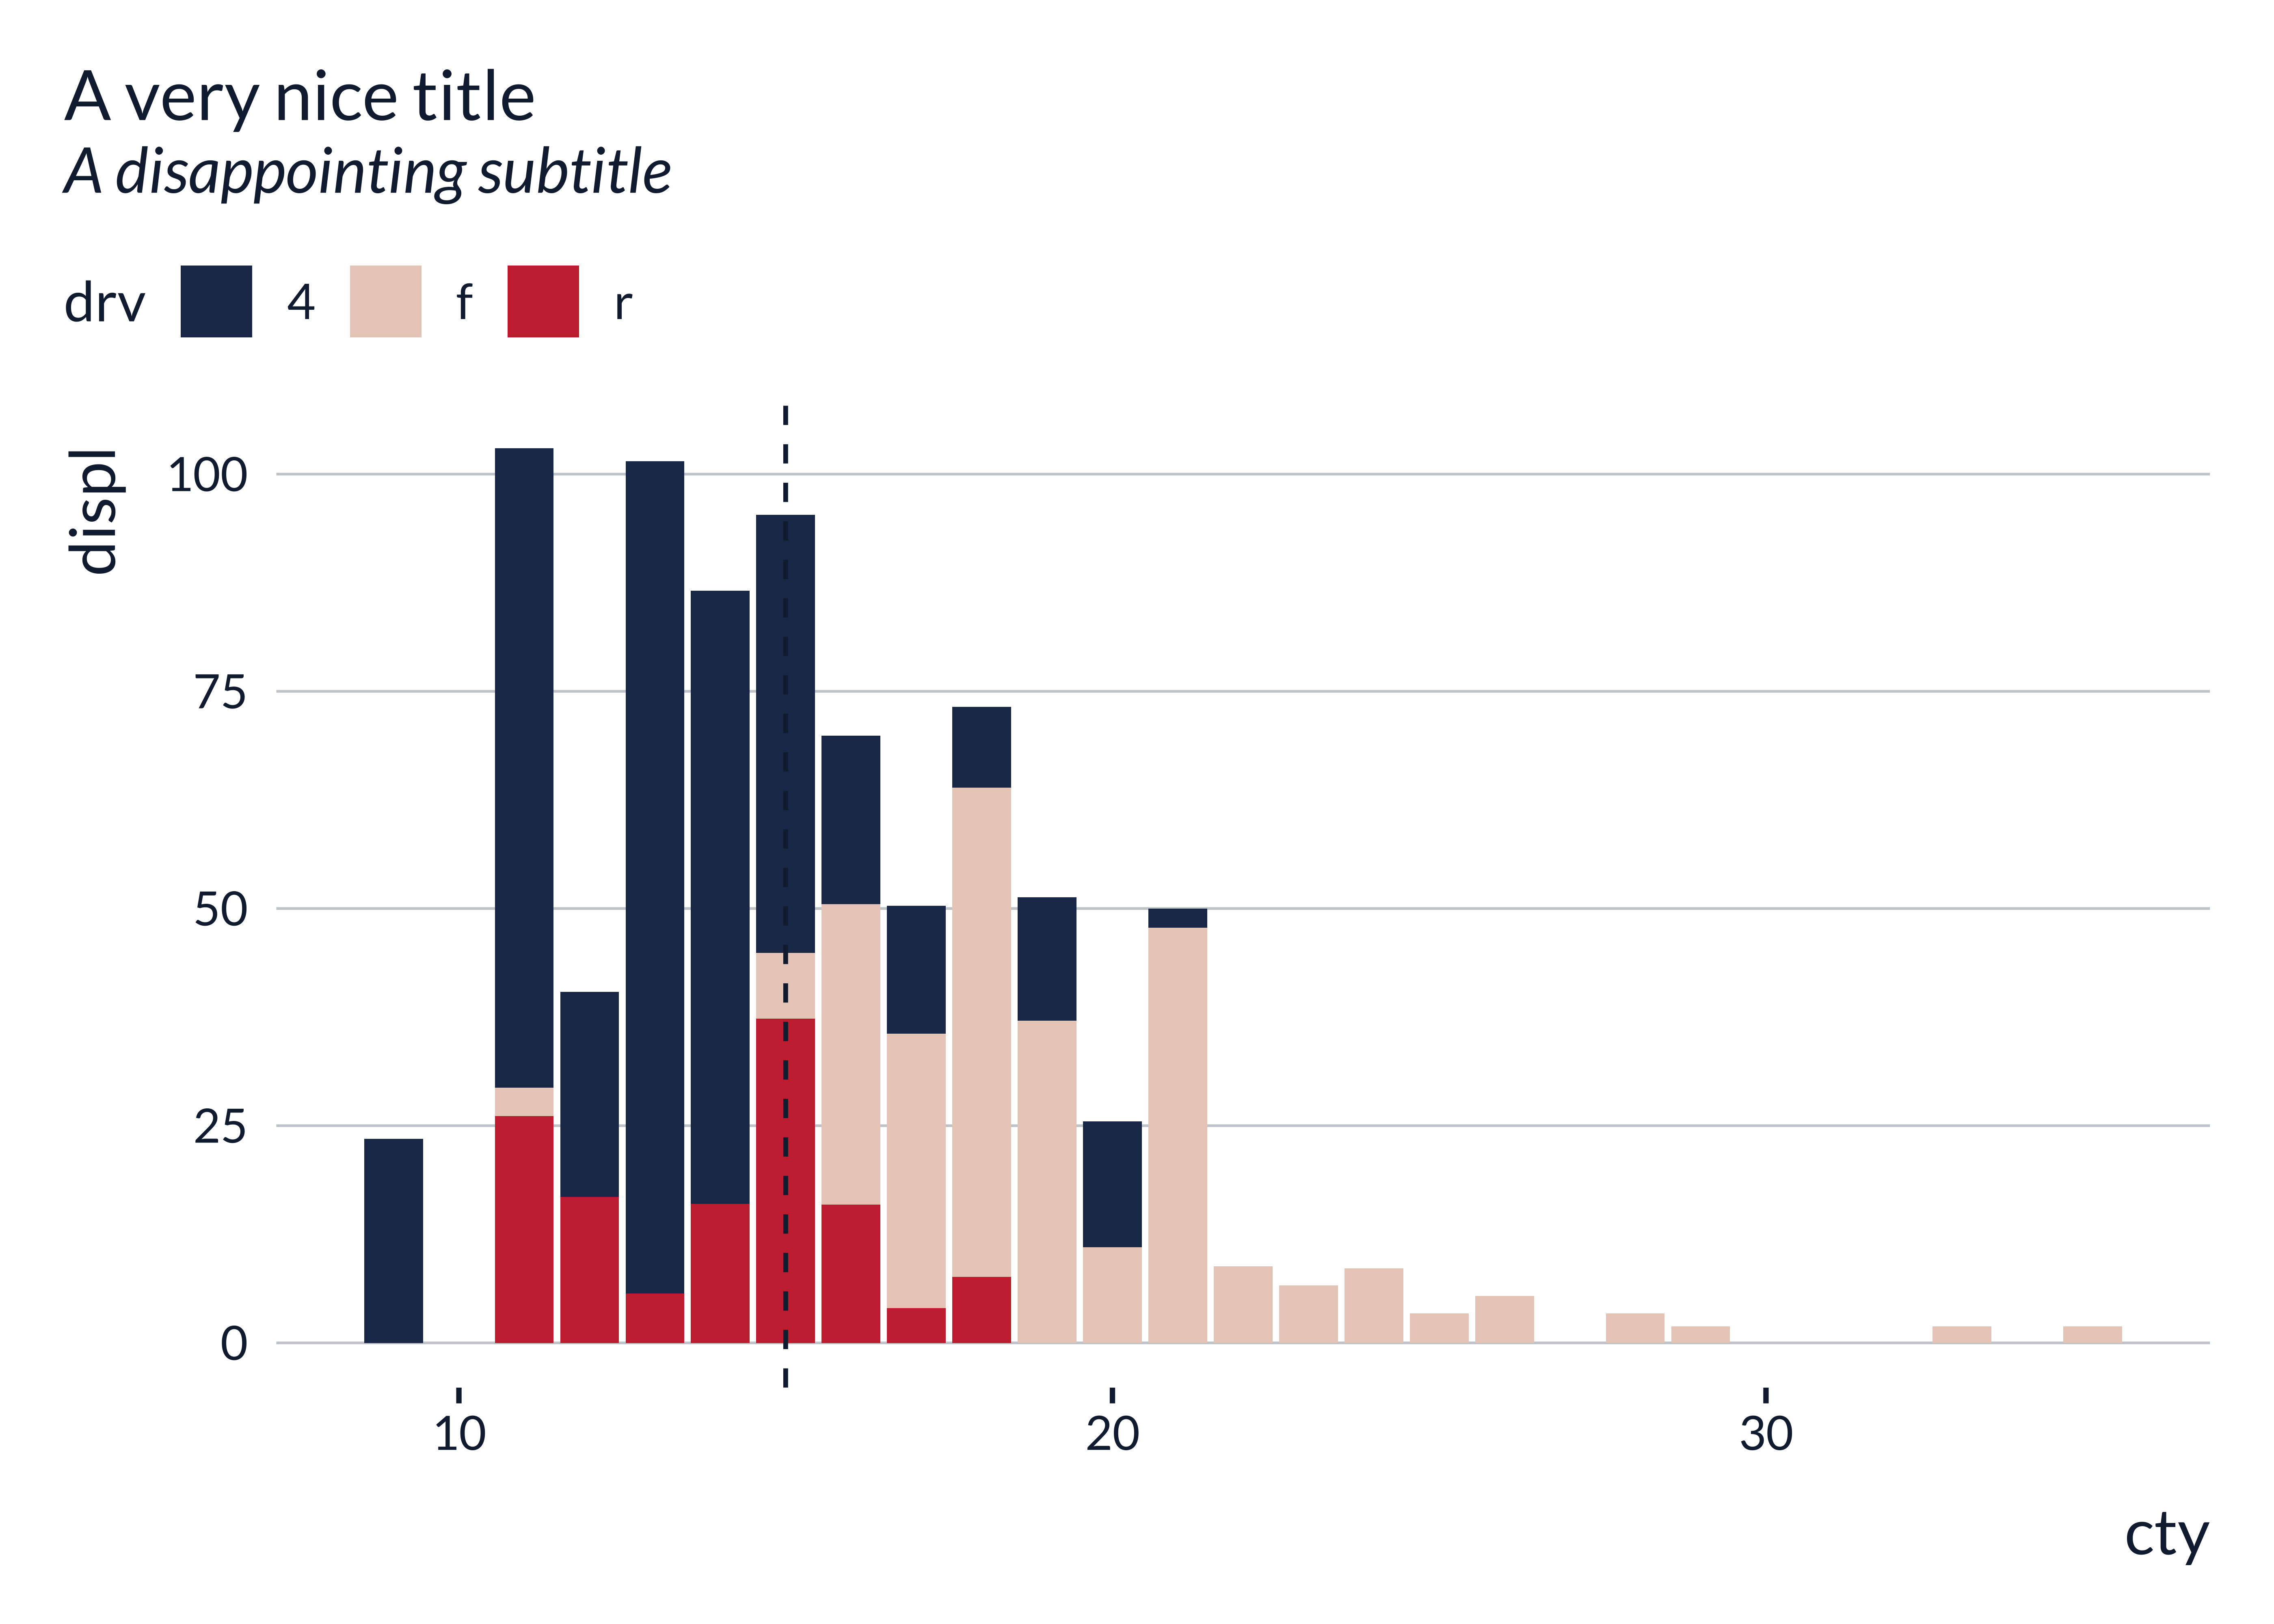 A very nice title
A disappointing subtitle
drv 4 f r
displ
100
75
50
25
0
10 20 30
cty